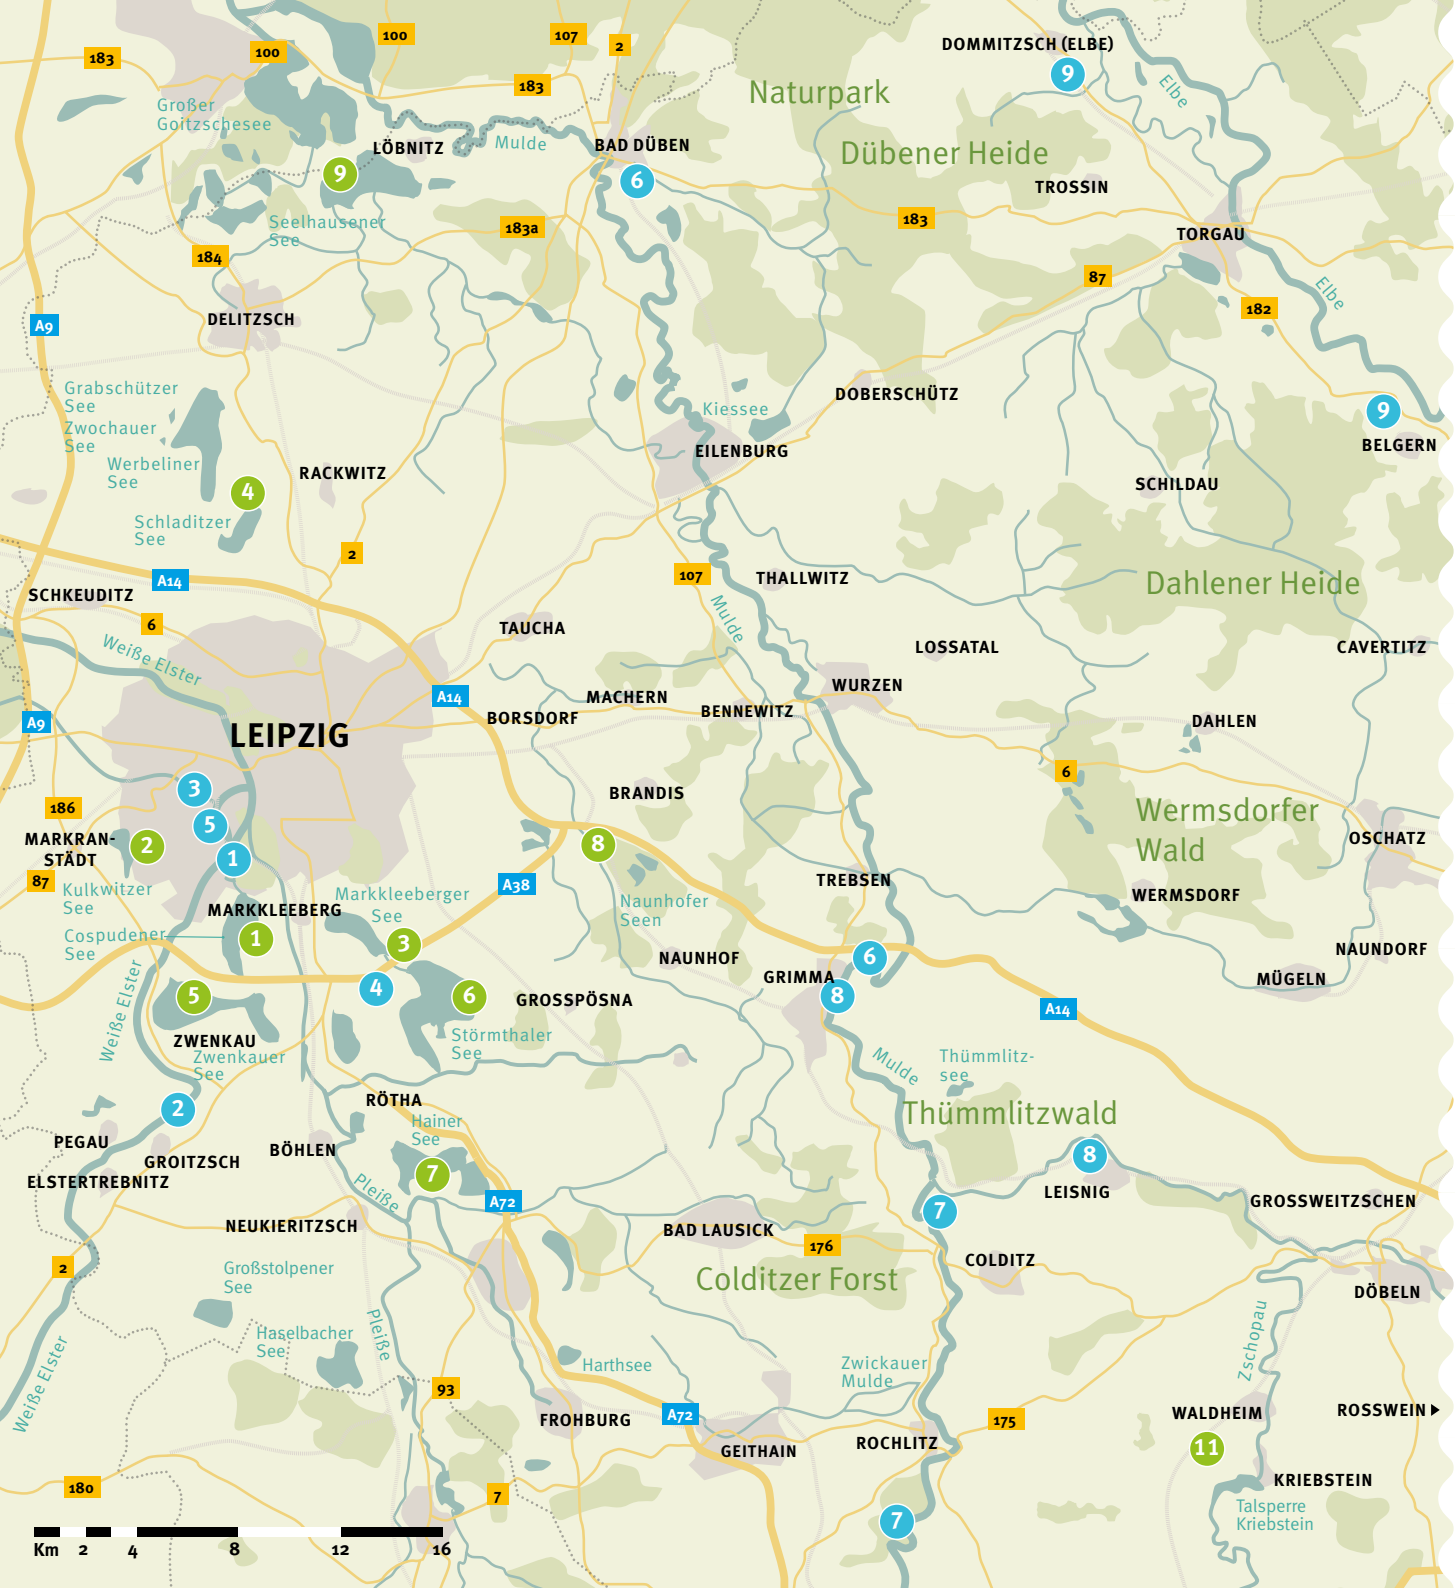 100
107
2
DOMMITZSCH (ELBE)
183
100
9
183
Naturpark
Elbe
Großer
Goitzschesee
LÖBNITZ
Mulde
BAD DÜBEN
Dübener Heide
9
6
TROSSIN
Seelhausener
See
183a
183
TORGAU
184
87
Elbe
182
A9
DELITZSCH
Grabschützer
See
Zwochauer
See
Kiessee
DOBERSCHÜTZ
9
BELGERN
Werbeliner
See
RACKWITZ
EILENBURG
4
SCHILDAU
Schladitzer
See
2
A14
107
THALLWITZ
Dahlener Heide
SCHKEUDITZ
6
Mulde
TAUCHA
Weiße Elster
LOSSATAL
CAVERTITZ
A14
MACHERN
WURZEN
A9
BORSDORF
BENNEWITZ
DAHLEN
LEIPZIG
6
3
BRANDIS
186
5
Wermsdorfer
Wald
MARKRAN-
STÄDT
2
1
8
OSCHATZ
87
Kulkwitzer
See
Markkleeberger
See
A38
TREBSEN
WERMSDORF
MARKKLEEBERG
Naunhofer
Seen
Cospudener
See
1
3
NAUNHOF
6
NAUNDORF
GRIMMA
MÜGELN
5
4
6
GROSSPÖSNA
8
A14
Weiße Elster
ZWENKAU
Zwenkauer
See
Störmthaler
See
Mulde
Thümmlitz-
see
2
RÖTHA
Thümmlitzwald
Hainer
See
PEGAU
GROITZSCH
BÖHLEN
8
ELSTERTREBNITZ
7
LEISNIG
Pleiße
A72
GROSSWEITZSCHEN
NEUKIERITZSCH
7
BAD LAUSICK
176
2
COLDITZ
Großstolpener
See
Colditzer Forst
DÖBELN
Pleiße
Zschopau
Haselbacher
See
Weiße Elster
Harthsee
Zwickauer
Mulde
93
A72
FROHBURG
175
WALDHEIM
ROSSWEIN
GEITHAIN
ROCHLITZ
11
180
7
KRIEBSTEIN
Talsperre
Kriebstein
7
Km 2 4 8 12 16